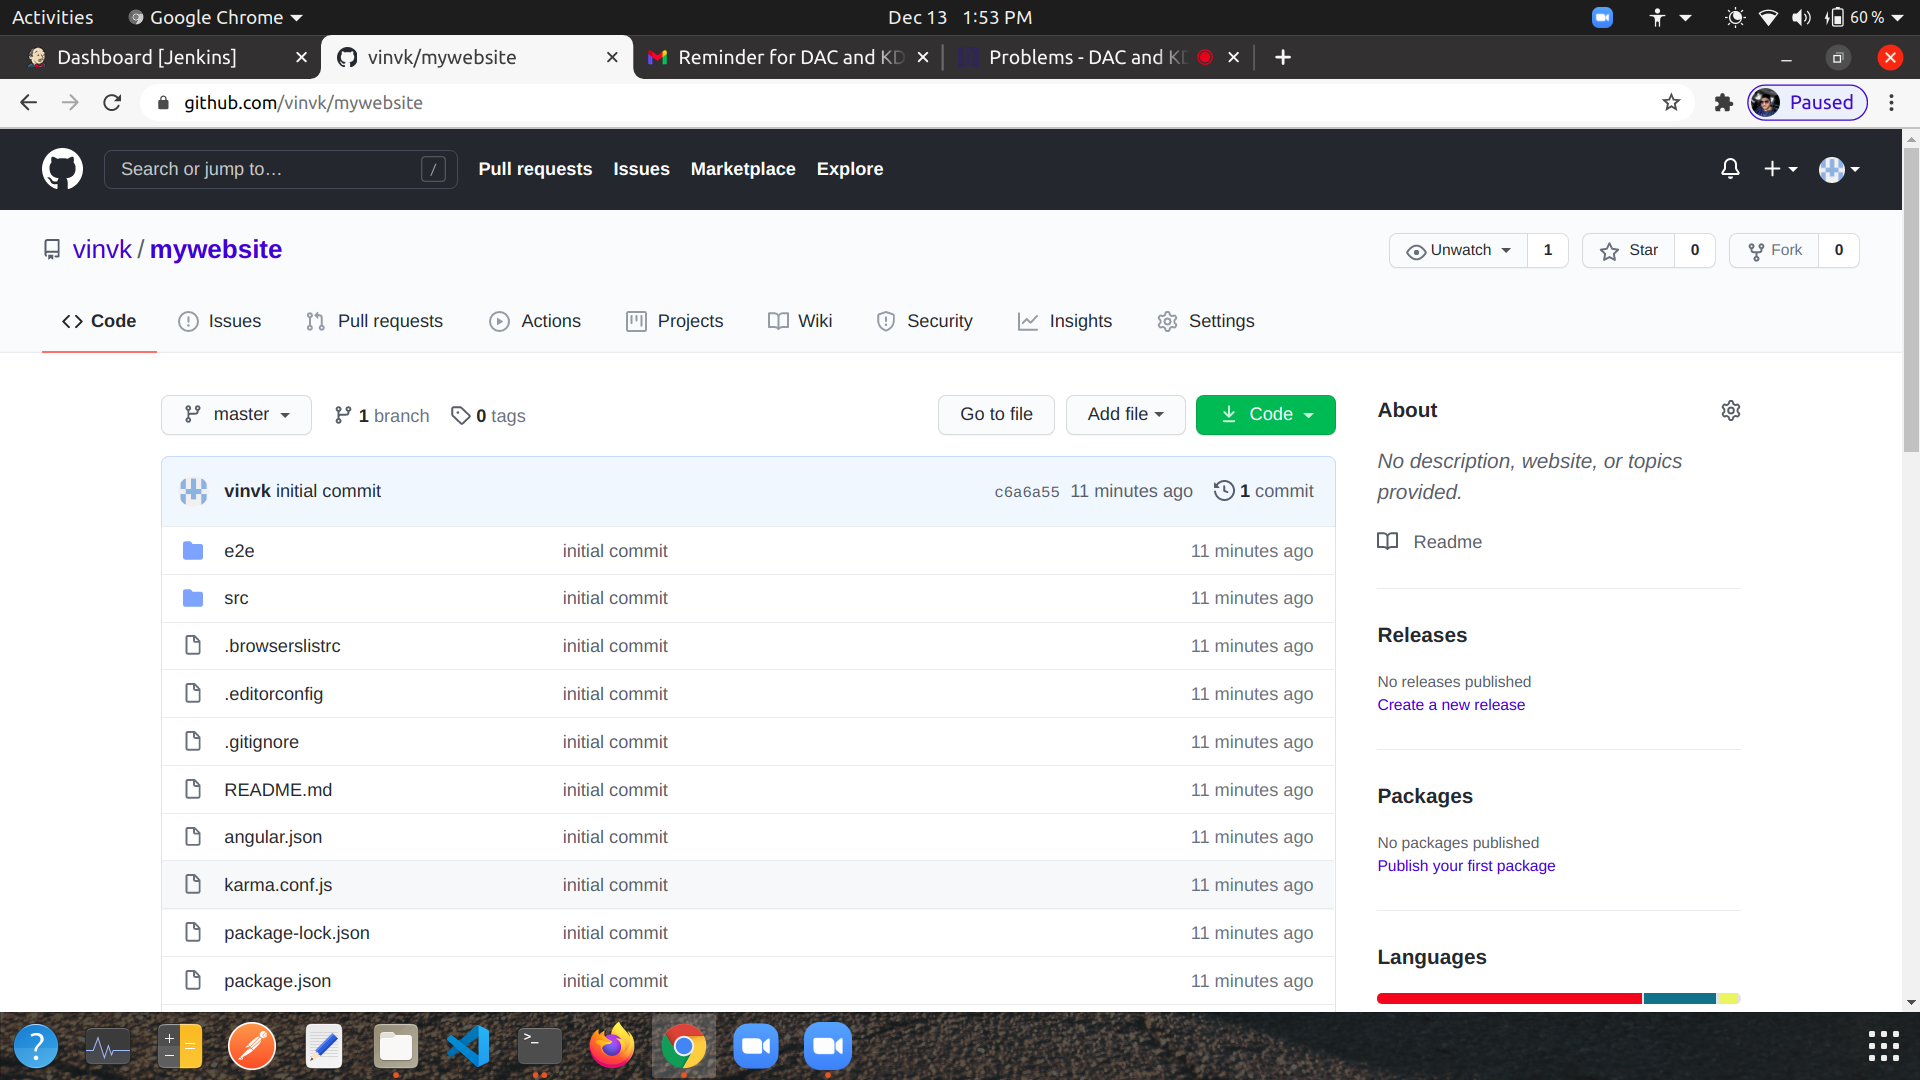 Activities Google Chrome Dec 13 1:53 PM 60 %
Dashboard [Jenkins] vinvk/mywebsite Reminder for DAC and KD Problems - DAC and KD
github.com/vinvk/mywebsite Paused
Search or jump to… / Pull requests Issues Marketplace Explore
vinvk / mywebsite Unwatch 1 Star 0 Fork 0
Code Issues Pull requests Actions Projects Wiki Security Insights Settings
master 1 branch 0 tags Go to file Add file Code
vinvk initial commit c6a6a55 11 minutes ago 1 commit
e2e initial commit 11 minutes ago
src initial commit 11 minutes ago
.browserslistrc initial commit 11 minutes ago
.editorconfig initial commit 11 minutes ago
.gitignore initial commit 11 minutes ago
README.md initial commit 11 minutes ago
angular.json initial commit 11 minutes ago
karma.conf.js initial commit 11 minutes ago
package-lock.json initial commit 11 minutes ago
package.json initial commit 11 minutes ago
About
No description, website, or topics
provided.
Readme
Releases
No releases published
Create a new release
Packages
No packages published
Publish your first package
Languages